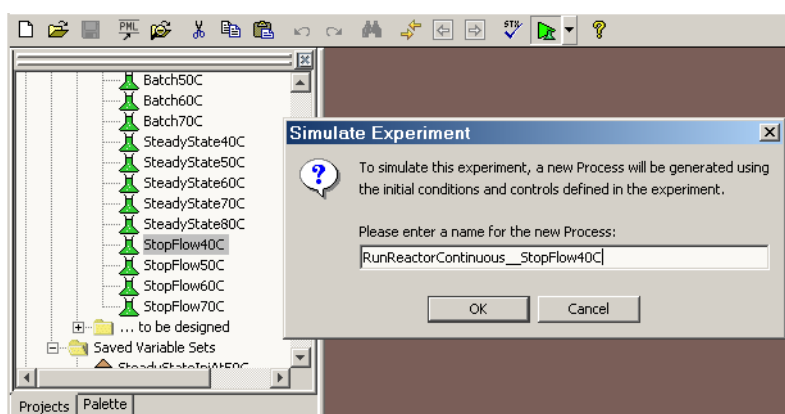 PML
STN
Batch50C
Batch60C
Batch70C
SteadyState40C
SteadyState50C
SteadyState60C
SteadyState70C
SteadyState80C
StopFlow40C
StopFlow50C
StopFlow60C
StopFlow70C
... to be designed
Saved Variable Sets
Projects
Palette
Simulate Experiment
To simulate this experiment, a new Process will be generated using
the initial conditions and controls defined in the experiment.
Please enter a name for the new Process:
RunReactorContinuous__StopFlow40C
OK
Cancel